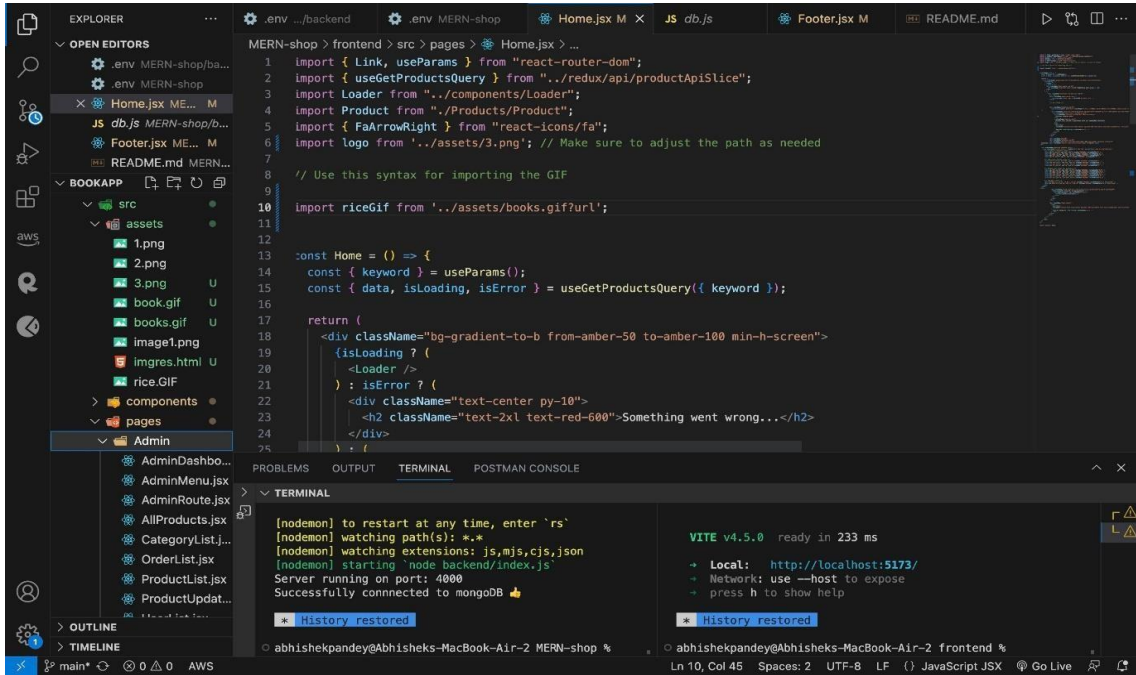 EXPLORER
OPEN EDITORS
.env MERN-shop/ba...
.env MERN-shop
Home.jsx ME... M
JS db.js MERN-shop/b...
Footer.jsx ME... M
README.md MERN...
BOOKAPP
src
assets
1.png
2.png
3.png U
book.gif U
books.gif U
image1.png
imgres.html U
rice.GIF
components
pages
Admin
AdminDashbo...
AdminMenu.jsx
AdminRoute.jsx
AllProducts.jsx
CategoryList.j...
OrderList.jsx
ProductList.jsx
ProductUpdat...
OUTLINE
TIMELINE
aws
.env .../backend
.env MERN-shop
Home.jsx M
JS db.js
Footer.jsx M
README.md
MERN-shop > frontend > src > pages > Home.jsx > ...
1 import { Link, useParams } from "react-router-dom";
2 import { useGetProductsQuery } from "../redux/api/productApiSlice";
3 import Loader from "../components/Loader";
4 import Product from "./Products/Product";
5 import { FaArrowRight } from "react-icons/fa";
6 import logo from '../assets/3.png'; // Make sure to adjust the path as needed
7
8 // Use this syntax for importing the GIF
9
10 import riceGif from '../assets/books.gif?url';
11
12
13 const Home = () => {
14 const { keyword } = useParams();
15 const { data, isLoading, isError } = useGetProductsQuery({ keyword });
16
17 return (
18 <div className="bg-gradient-to-b from-amber-50 to-amber-100 min-h-screen">
19 {isLoading ? (
20 <Loader />
21 ) : isError ? (
22 <div className="text-center py-10">
23 <h2 className="text-2xl text-red-600">Something went wrong...</h2>
24 </div>
25 ) : (
PROBLEMS OUTPUT TERMINAL POSTMAN CONSOLE
TERMINAL
[nodemon] to restart at any time, enter `rs`
[nodemon] watching path(s): *.*
[nodemon] watching extensions: js,mjs,cjs,json
[nodemon] starting `node backend/index.js`
Server running on port: 4000
Successfully connnected to mongoDB 👍
* History restored
abhishekpandey@Abhisheks-MacBook-Air-2 MERN-shop %
VITE v4.5.0 ready in 233 ms
➜ Local: http://localhost:5173/
➜ Network: use --host to expose
➜ press h to show help
* History restored
abhishekpandey@Abhisheks-MacBook-Air-2 frontend %
1
main* 0 0 AWS
Ln 10, Col 45 Spaces: 2 UTF-8 LF {} JavaScript JSX Go Live